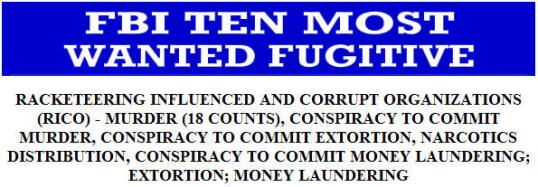 FBI TEN MOST
WANTED FUGITIVE
RACKETEERING INFLUENCED AND CORRUPT ORGANIZATIONS
(RICO) - MURDER (18 COUNTS), CONSPIRACY TO COMMIT
MURDER, CONSPIRACY TO COMMIT EXTORTION, NARCOTICS
DISTRIBUTION, CONSPIRACY TO COMMIT MONEY LAUNDERING;
EXTORTION; MONEY LAUNDERING